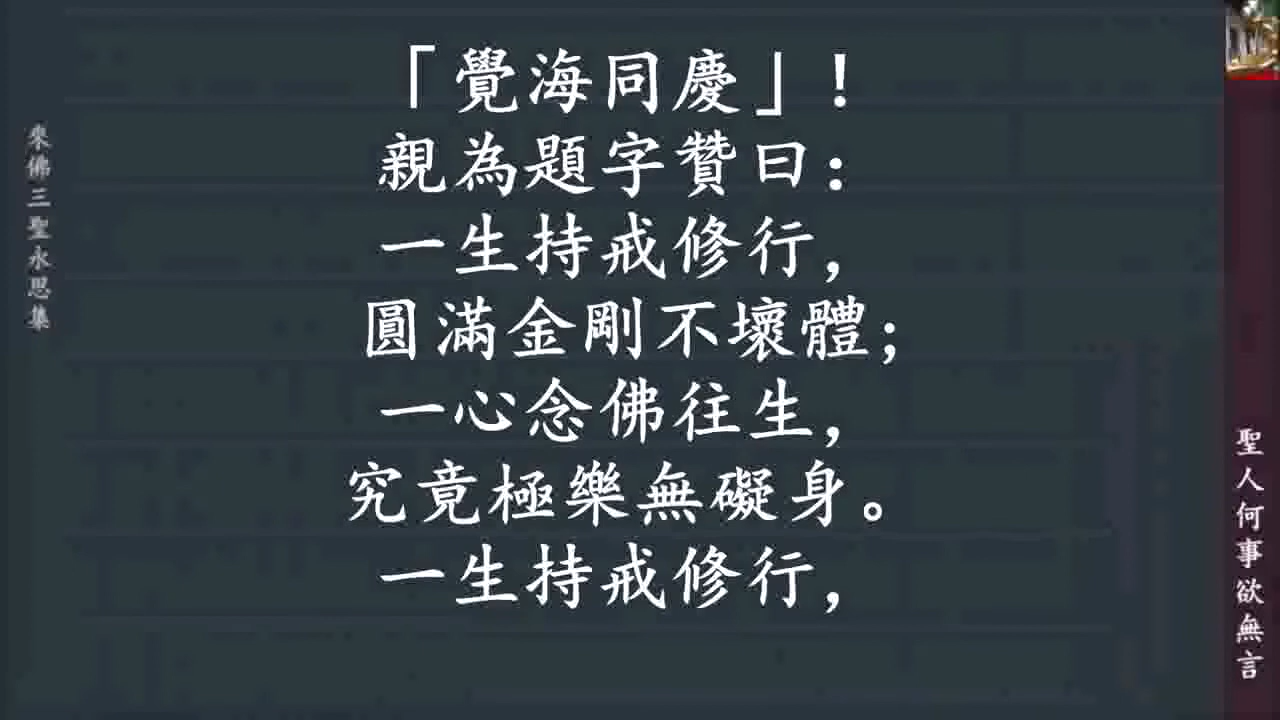 來佛三聖永思集
「覺海同慶」！
親為題字贊曰：
一生持戒修行，
圓滿金剛不壞體；
一心念佛往生，
究竟極樂無礙身。
一生持戒修行，
聖人何事欲無言